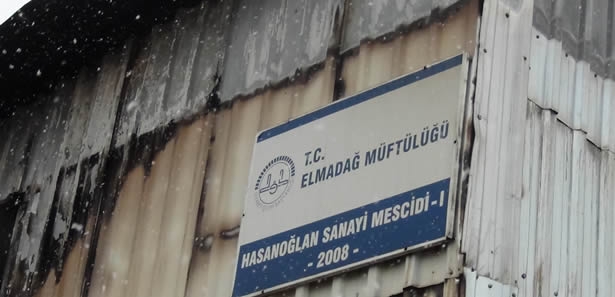 T.C.
ELMADAĞ MÜFTÜLÜĞÜ
HASANOĞLAN SANAYİ MESCİDİ-I
- 2008 -